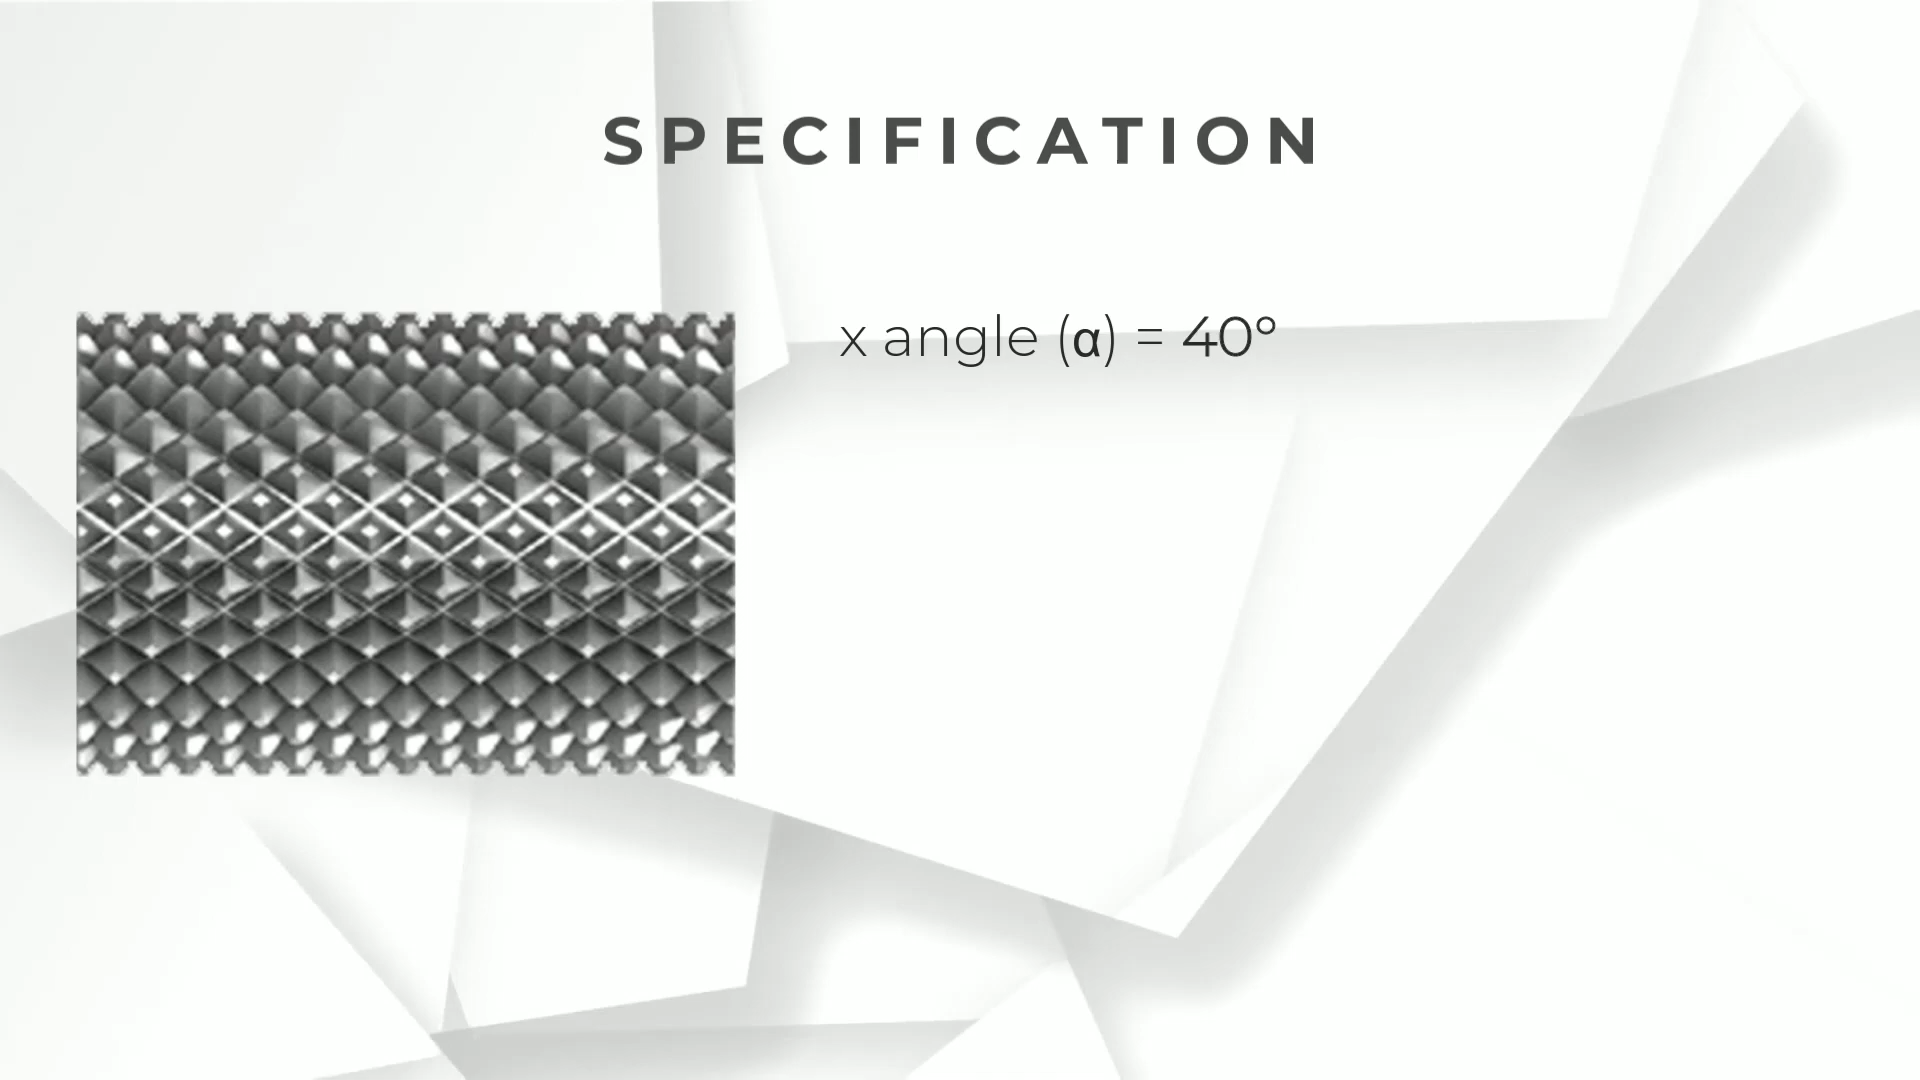 SPECIFICATION
x angle (α) = 40°